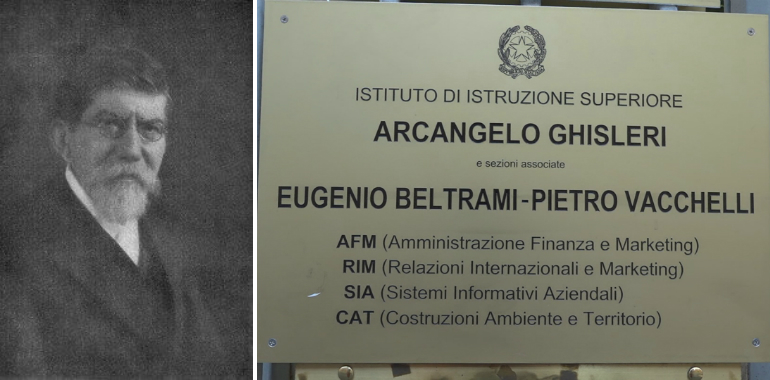 ISTITUTO DI ISTRUZIONE SUPERIORE
ARCANGELO GHISLERI
e sezioni associate
EUGENIO BELTRAMI-PIETRO VACCHELLI
AFM (Amministrazione Finanza e Marketing)
RIM (Relazioni Internazionali e Marketing)
SIA (Sistemi Informativi Aziendali)
CAT (Costruzioni Ambiente e Territorio)